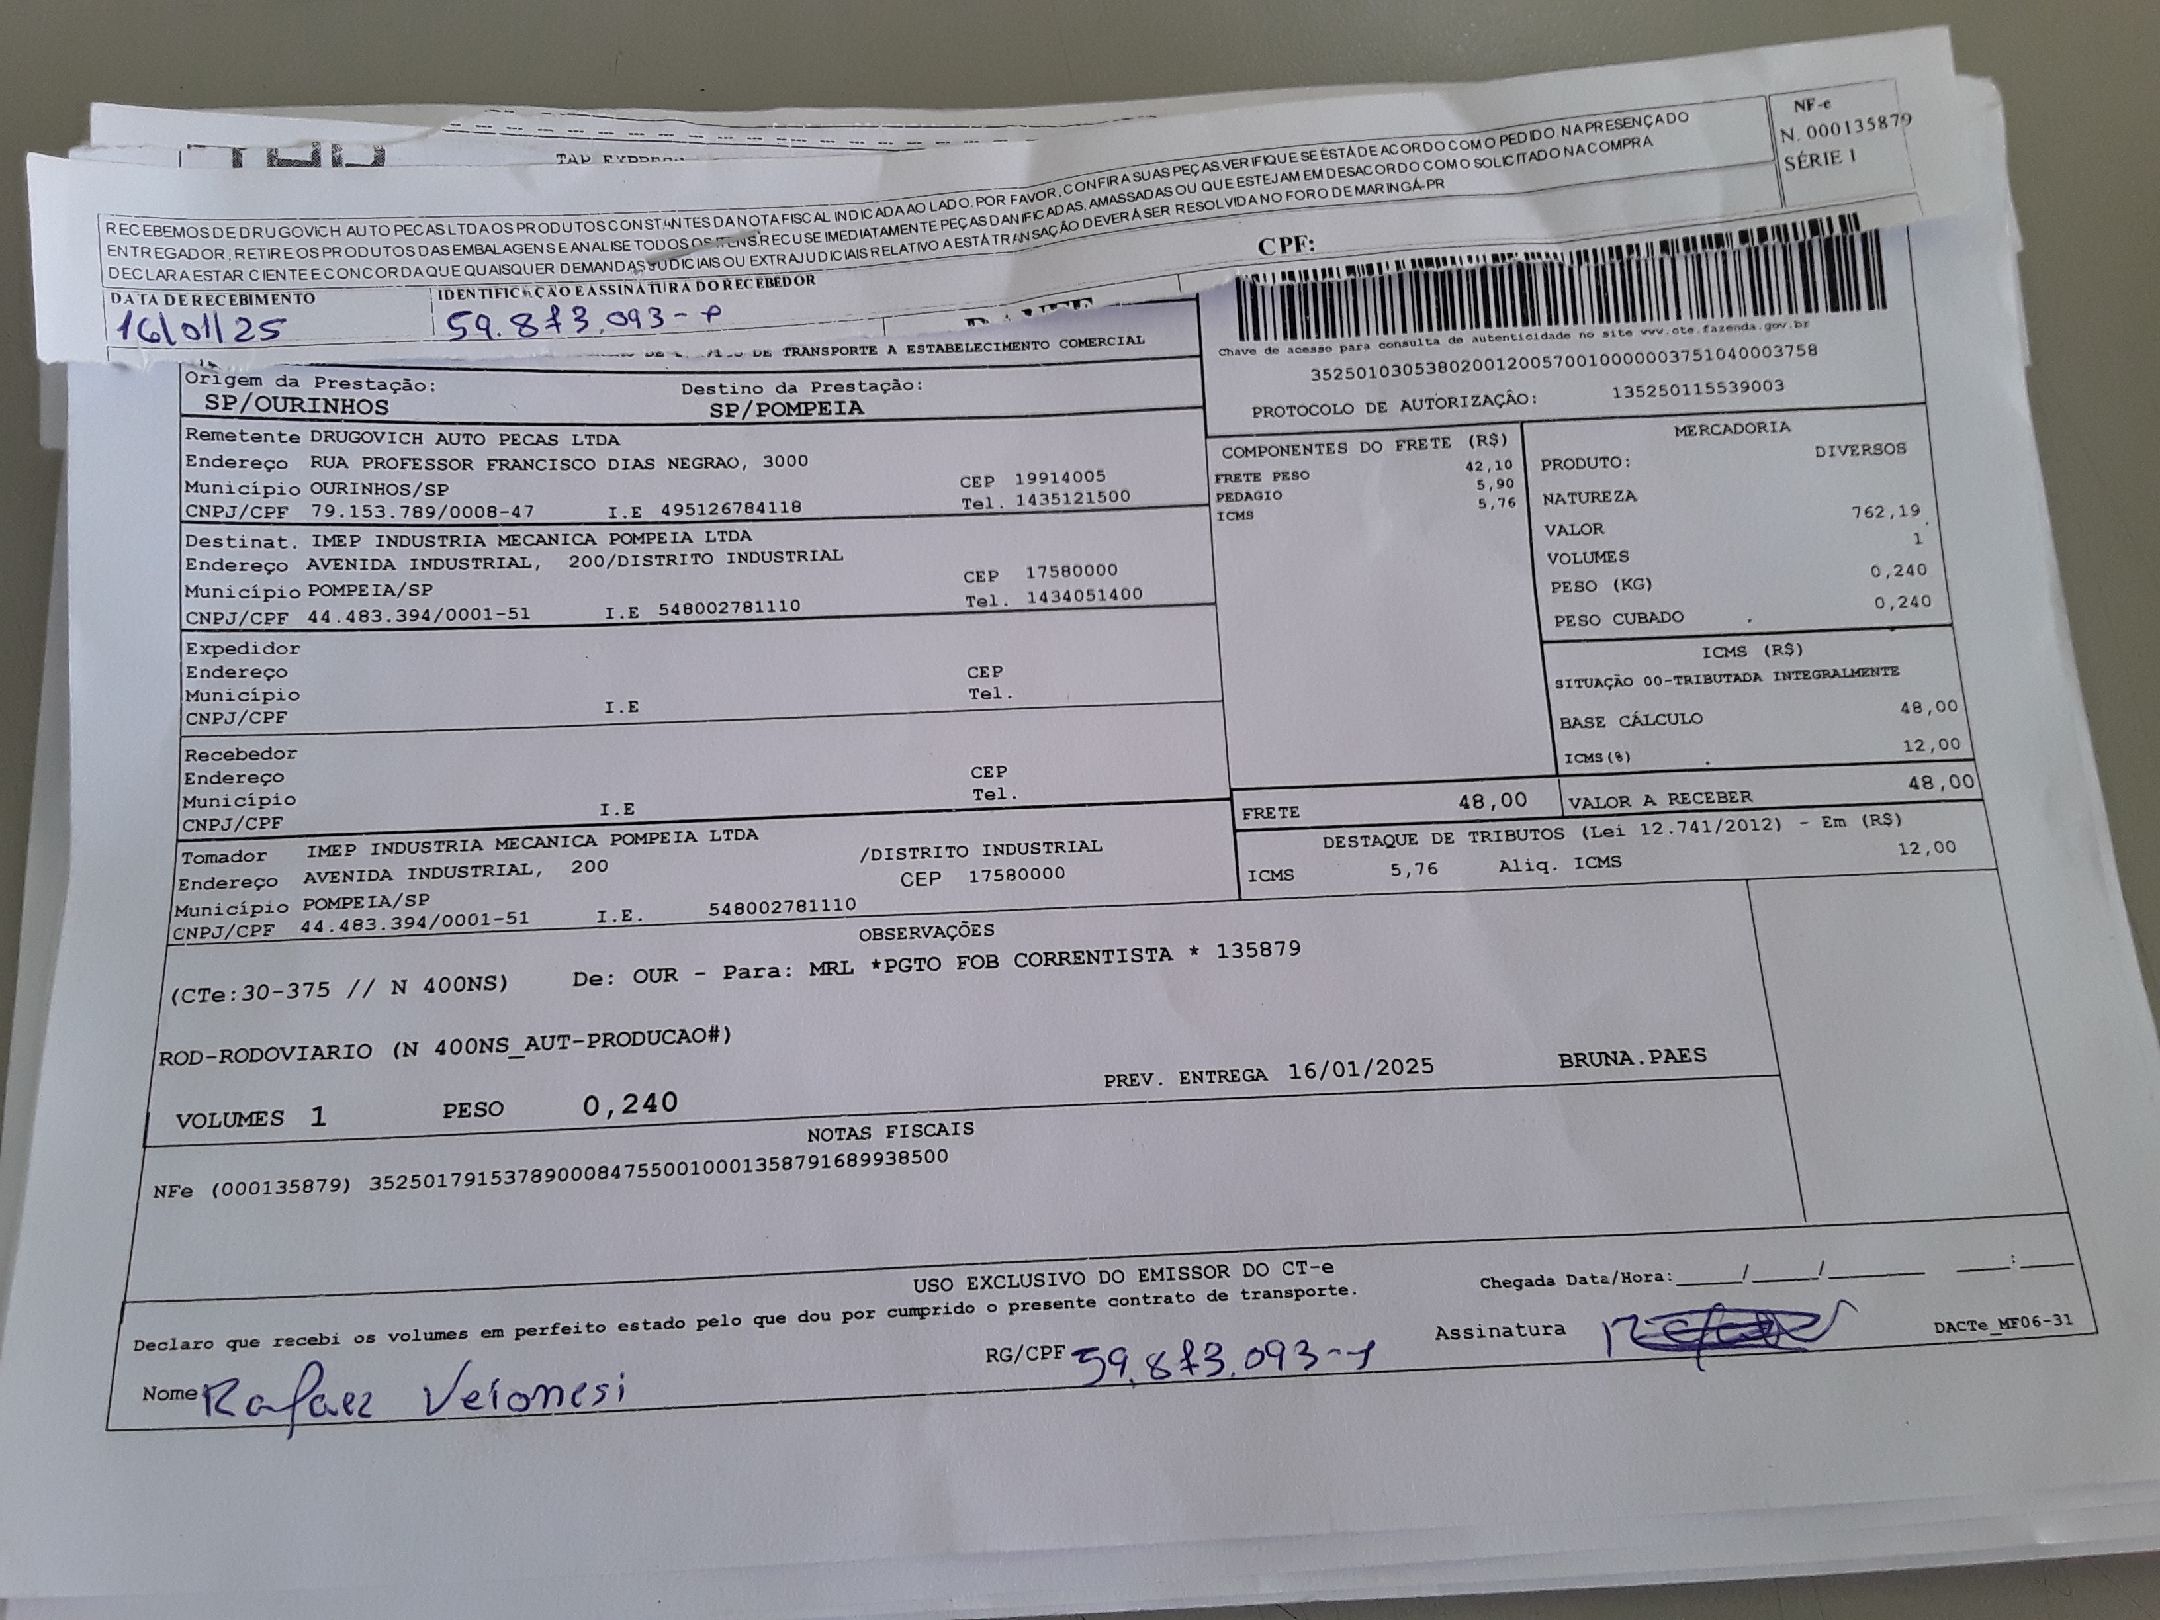 NF-e
N. 000135879
SÉRIE 1
RECEBEMOS DE DRUGOVICH AUTO PECAS LTDA OS PRODUTOS CONSTANTES DA NOTA FISCAL INDICADA AO LADO. POR FAVOR, CONFIRA SUAS PEÇAS, VERIFIQUE SE ESTÁ DE ACORDO COM O PEDIDO. NA PRESENÇA DO
ENTREGADOR, RETIRE OS PRODUTOS DAS EMBALAGENS E ANALISE TODOS OS ITENS. RECUSE IMEDIATAMENTE PEÇAS DANIFICADAS, AMASSADAS OU QUE ESTEJAM EM DESACORDO COM O SOLICITADO NA COMPRA
DECLARA ESTAR CIENTE E CONCORDA QUE QUAISQUER DEMANDAS JUDICIAIS OU EXTRAJUDICIAIS RELATIVO A ESTÁ TRANSAÇÃO DEVERÁ SER RESOLVIDA NO FORO DE MARINGÁ-PR
CPF:
DATA DE RECEBIMENTO IDENTIFICAÇÃO E ASSINATURA DO RECEBEDOR
16/01/25 59.873.093-
DE TRANSPORTE A ESTABELECIMENTO COMERCIAL
Chave de acesso para consulta de autenticidade no site www.cte.fazenda.gov.br
35250103053802001200570010000003751040003758
PROTOCOLO DE AUTORIZAÇÃO: 135250115539003
Origem da Prestação: Destino da Prestação:
SP/OURINHOS SP/POMPEIA
Remetente DRUGOVICH AUTO PECAS LTDA
Endereço RUA PROFESSOR FRANCISCO DIAS NEGRAO, 3000
Município OURINHOS/SP CEP 19914005
CNPJ/CPF 79.153.789/0008-47 I.E 495126784118 Tel. 1435121500
Destinat. IMEP INDUSTRIA MECANICA POMPEIA LTDA
Endereço AVENIDA INDUSTRIAL, 200/DISTRITO INDUSTRIAL
Município POMPEIA/SP CEP 17580000
CNPJ/CPF 44.483.394/0001-51 I.E 548002781110 Tel. 1434051400
Expedidor
Endereço CEP
Município Tel.
CNPJ/CPF I.E
Recebedor
Endereço CEP
Município Tel.
CNPJ/CPF I.E
Tomador IMEP INDUSTRIA MECANICA POMPEIA LTDA
Endereço AVENIDA INDUSTRIAL, 200 /DISTRITO INDUSTRIAL
Município POMPEIA/SP CEP 17580000
CNPJ/CPF 44.483.394/0001-51 I.E. 548002781110
COMPONENTES DO FRETE (R$)
FRETE PESO 42,10
PEDAGIO 5,90
ICMS 5,76
MERCADORIA
PRODUTO: DIVERSOS
NATUREZA
VALOR 762,19
VOLUMES 1
PESO (KG) 0,240
PESO CUBADO 0,240
ICMS (R$)
SITUAÇÃO 00-TRIBUTADA INTEGRALMENTE
BASE CÁLCULO 48,00
ICMS(%) 12,00
FRETE 48,00 VALOR A RECEBER 48,00
DESTAQUE DE TRIBUTOS (Lei 12.741/2012) - Em (R$)
ICMS 5,76 Aliq. ICMS 12,00
OBSERVAÇÕES
(CTe:30-375 // N 400NS) De: OUR - Para: MRL *PGTO FOB CORRENTISTA * 135879
ROD-RODOVIARIO (N 400NS_AUT-PRODUCAO#)
VOLUMES 1 PESO 0,240 PREV. ENTREGA 16/01/2025 BRUNA.PAES
NOTAS FISCAIS
NFe (000135879) 35250179153789000847550010001358791689938500
USO EXCLUSIVO DO EMISSOR DO CT-e
Declaro que recebi os volumes em perfeito estado pelo que dou por cumprido o presente contrato de transporte.
Chegada Data/Hora:_____/_____/_______ ____:____
Nome Rafael Veronesi RG/CPF 59.873.093- Assinatura
DACTe_MF06-31